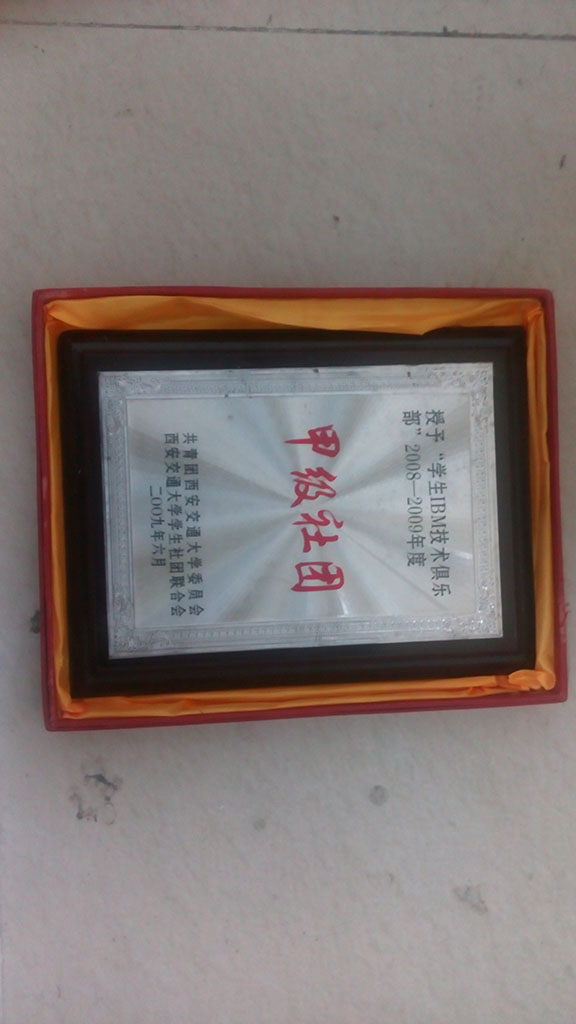 授予“学生IBM技术俱乐
部”2008—2009年度
甲级社团
共青团西安交通大学委员会
西安交通大学学生社团联合会
二OO九年六月